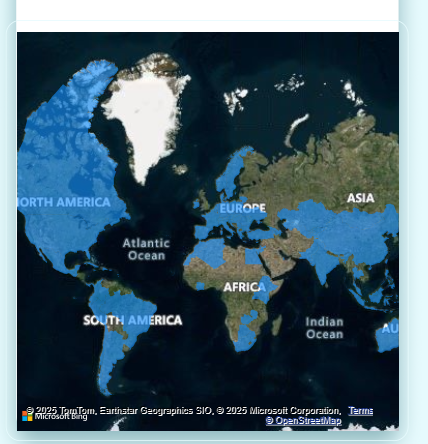 ORTH AMERICA
EUROPE
ASIA
Atlantic
Ocean
AFRICA
SOUTH AMERICA
Indian
Ocean
AU
© 2025 TomTom, Earthstar Geographics SIO, © 2025 Microsoft Corporation, Terms
Microsoft Bing
© OpenStreetMap